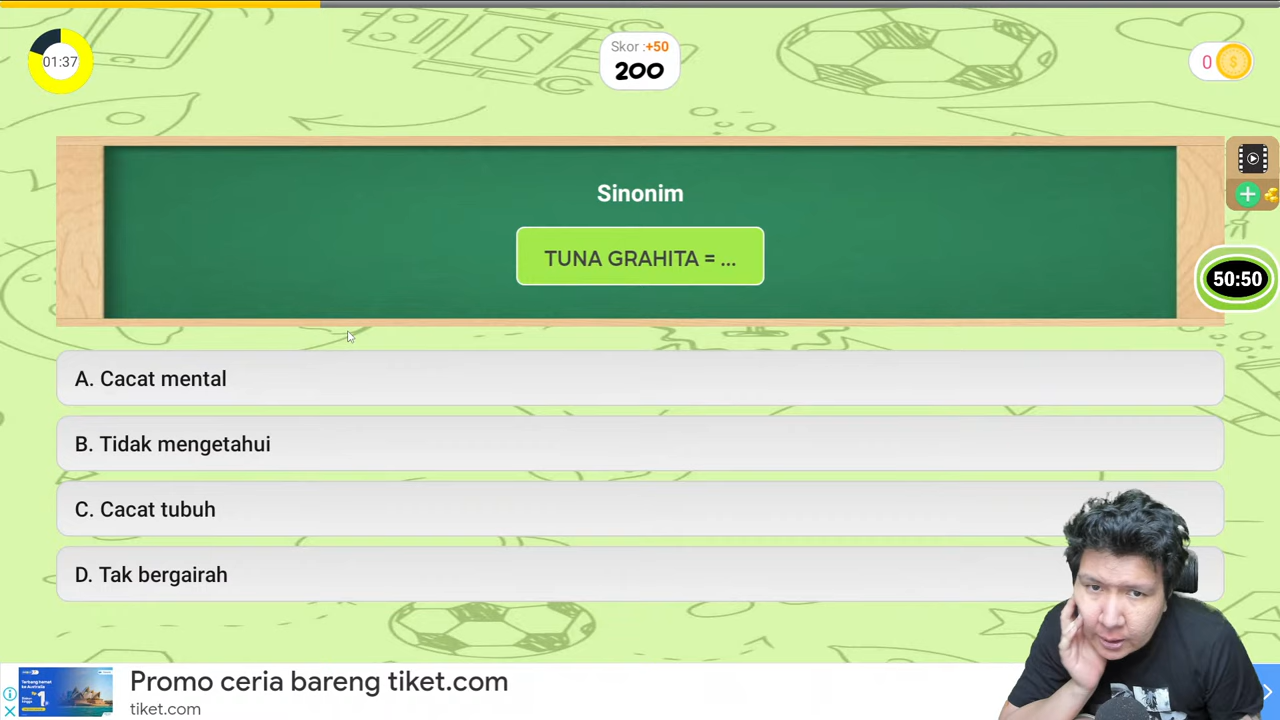 01:37
Skor :+50
200
0
Sinonim
TUNA GRAHITA = ...
50:50
A. Cacat mental
B. Tidak mengetahui
C. Cacat tubuh
D. Tak bergairah
Promo ceria bareng tiket.com
tiket.com